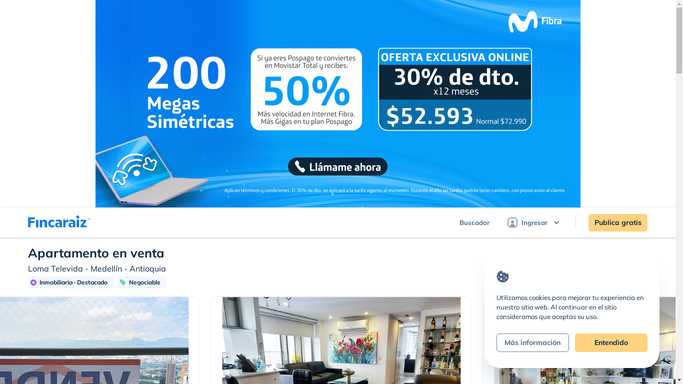 Fibra
200
Megas
Simétricas
Si ya eres Pospago te conviertes
en Movistar Total y recibes.
50%
Más velocidad en Internet Fibra.
Más Gigas en tu plan Pospago
OFERTA EXCLUSIVA ONLINE
30% de dto.
x12 meses
$52.593 Normal $72.990
Llámame ahora
Fincaraiz
Buscador
Ingresar
Publica gratis
Apartamento en venta
Loma Televida - Medellín - Antioquia
Inmobiliario · Destacado
Negociable
Utilizamos cookies para mejorar tu experiencia en
nuestro sitio web. Al continuar en el sitio
consideramos que aceptas su uso.
Más información
Entendido